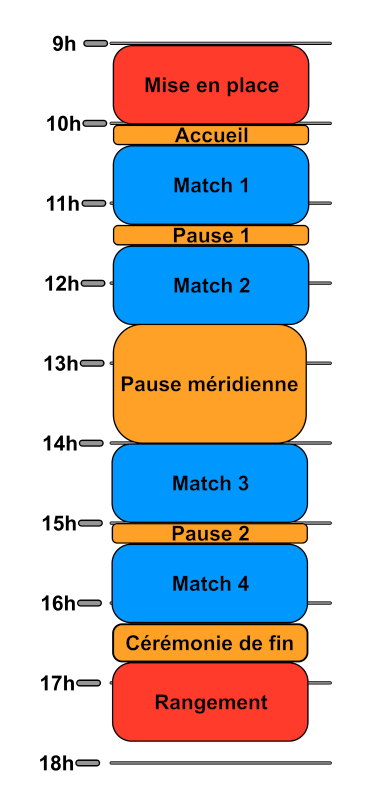 9h
Mise en place
10h
Accueil
Match 1
11h
Pause 1
12h
Match 2
13h
Pause méridienne
14h
Match 3
15h
Pause 2
Match 4
16h
Cérémonie de fin
17h
Rangement
18h